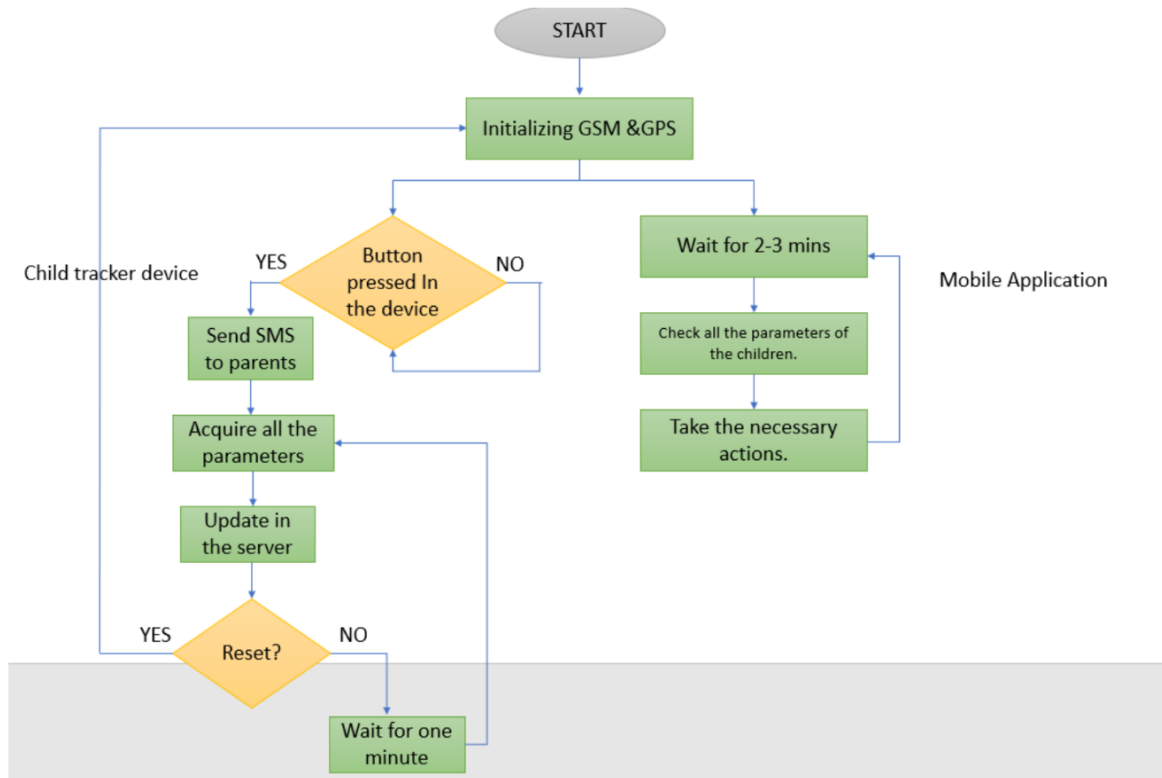 START
Initializing GSM &GPS
Child tracker device
YES
Button
pressed In
the device
NO
Send SMS
to parents
Acquire all the
parameters
Update in
the server
YES
Reset?
NO
Wait for one
minute
Wait for 2-3 mins
Check all the parameters of
the children.
Take the necessary
actions.
Mobile Application